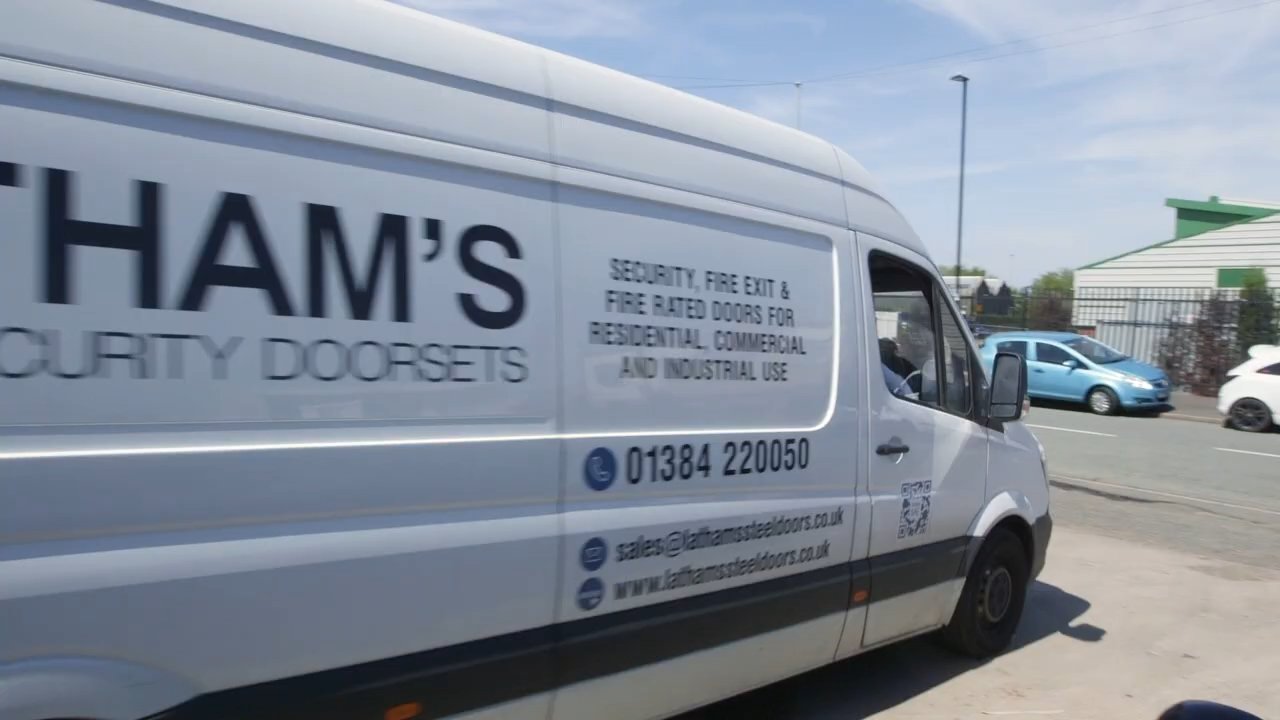 THAM'S
CURITY DOORSETS
SECURITY, FIRE EXIT &
FIRE RATED DOORS FOR
RESIDENTIAL, COMMERCIAL
AND INDUSTRIAL USE
01384 220050
sales@lathamssteeldoors.co.uk
www.lathamssteeldoors.co.uk